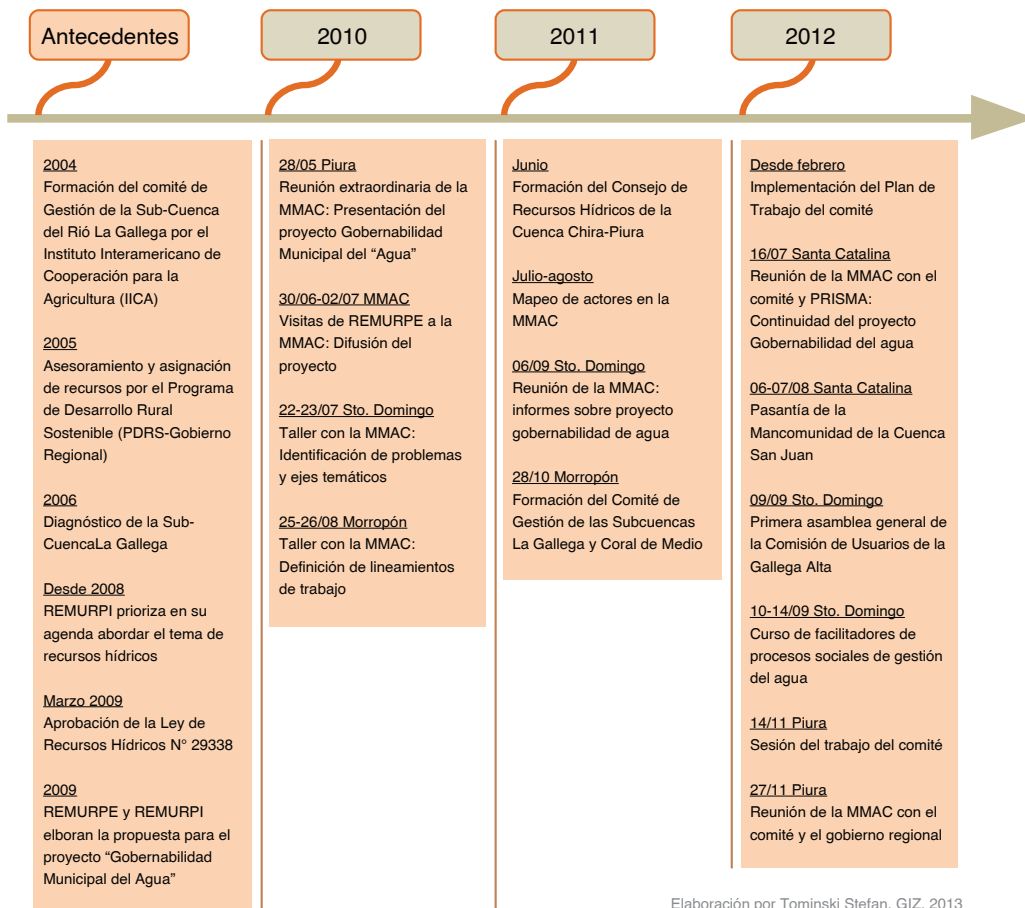 Antecedentes
2010
2011
2012
2004
Formación del comité de
Gestión de la Sub-Cuenca
del Rió La Gallega por el
Instituto Interamericano de
Cooperación para la
Agricultura (IICA)
2005
Asesoramiento y asignación
de recursos por el Programa
de Desarrollo Rural
Sostenible (PDRS-Gobierno
Regional)
2006
Diagnóstico de la Sub-
CuencaLa Gallega
Desde 2008
REMURPI prioriza en su
agenda abordar el tema de
recursos hídricos
Marzo 2009
Aprobación de la Ley de
Recursos Hídricos N° 29338
2009
REMURPE y REMURPI
elboran la propuesta para el
proyecto “Gobernabilidad
Municipal del Agua”
28/05 Piura
Reunión extraordinaria de la
MMAC: Presentación del
proyecto Gobernabilidad
Municipal del “Agua”
30/06-02/07 MMAC
Visitas de REMURPE a la
MMAC: Difusión del
proyecto
22-23/07 Sto. Domingo
Taller con la MMAC:
Identificación de problemas
y ejes temáticos
25-26/08 Morropón
Taller con la MMAC:
Definición de lineamientos
de trabajo
Junio
Formación del Consejo de
Recursos Hídricos de la
Cuenca Chira-Piura
Julio-agosto
Mapeo de actores en la
MMAC
06/09 Sto. Domingo
Reunión de la MMAC:
informes sobre proyecto
gobernabilidad de agua
28/10 Morropón
Formación del Comité de
Gestión de las Subcuencas
La Gallega y Coral de Medio
Desde febrero
Implementación del Plan de
Trabajo del comité
16/07 Santa Catalina
Reunión de la MMAC con el
comité y PRISMA:
Continuidad del proyecto
Gobernabilidad del agua
06-07/08 Santa Catalina
Pasantía de la
Mancomunidad de la Cuenca
San Juan
09/09 Sto. Domingo
Primera asamblea general de
la Comisión de Usuarios de la
Gallega Alta
10-14/09 Sto. Domingo
Curso de facilitadores de
procesos sociales de gestión
del agua
14/11 Piura
Sesión del trabajo del comité
27/11 Piura
Reunión de la MMAC con el
comité y el gobierno regional
Elaboración por Tominski Stefan, GIZ, 2013